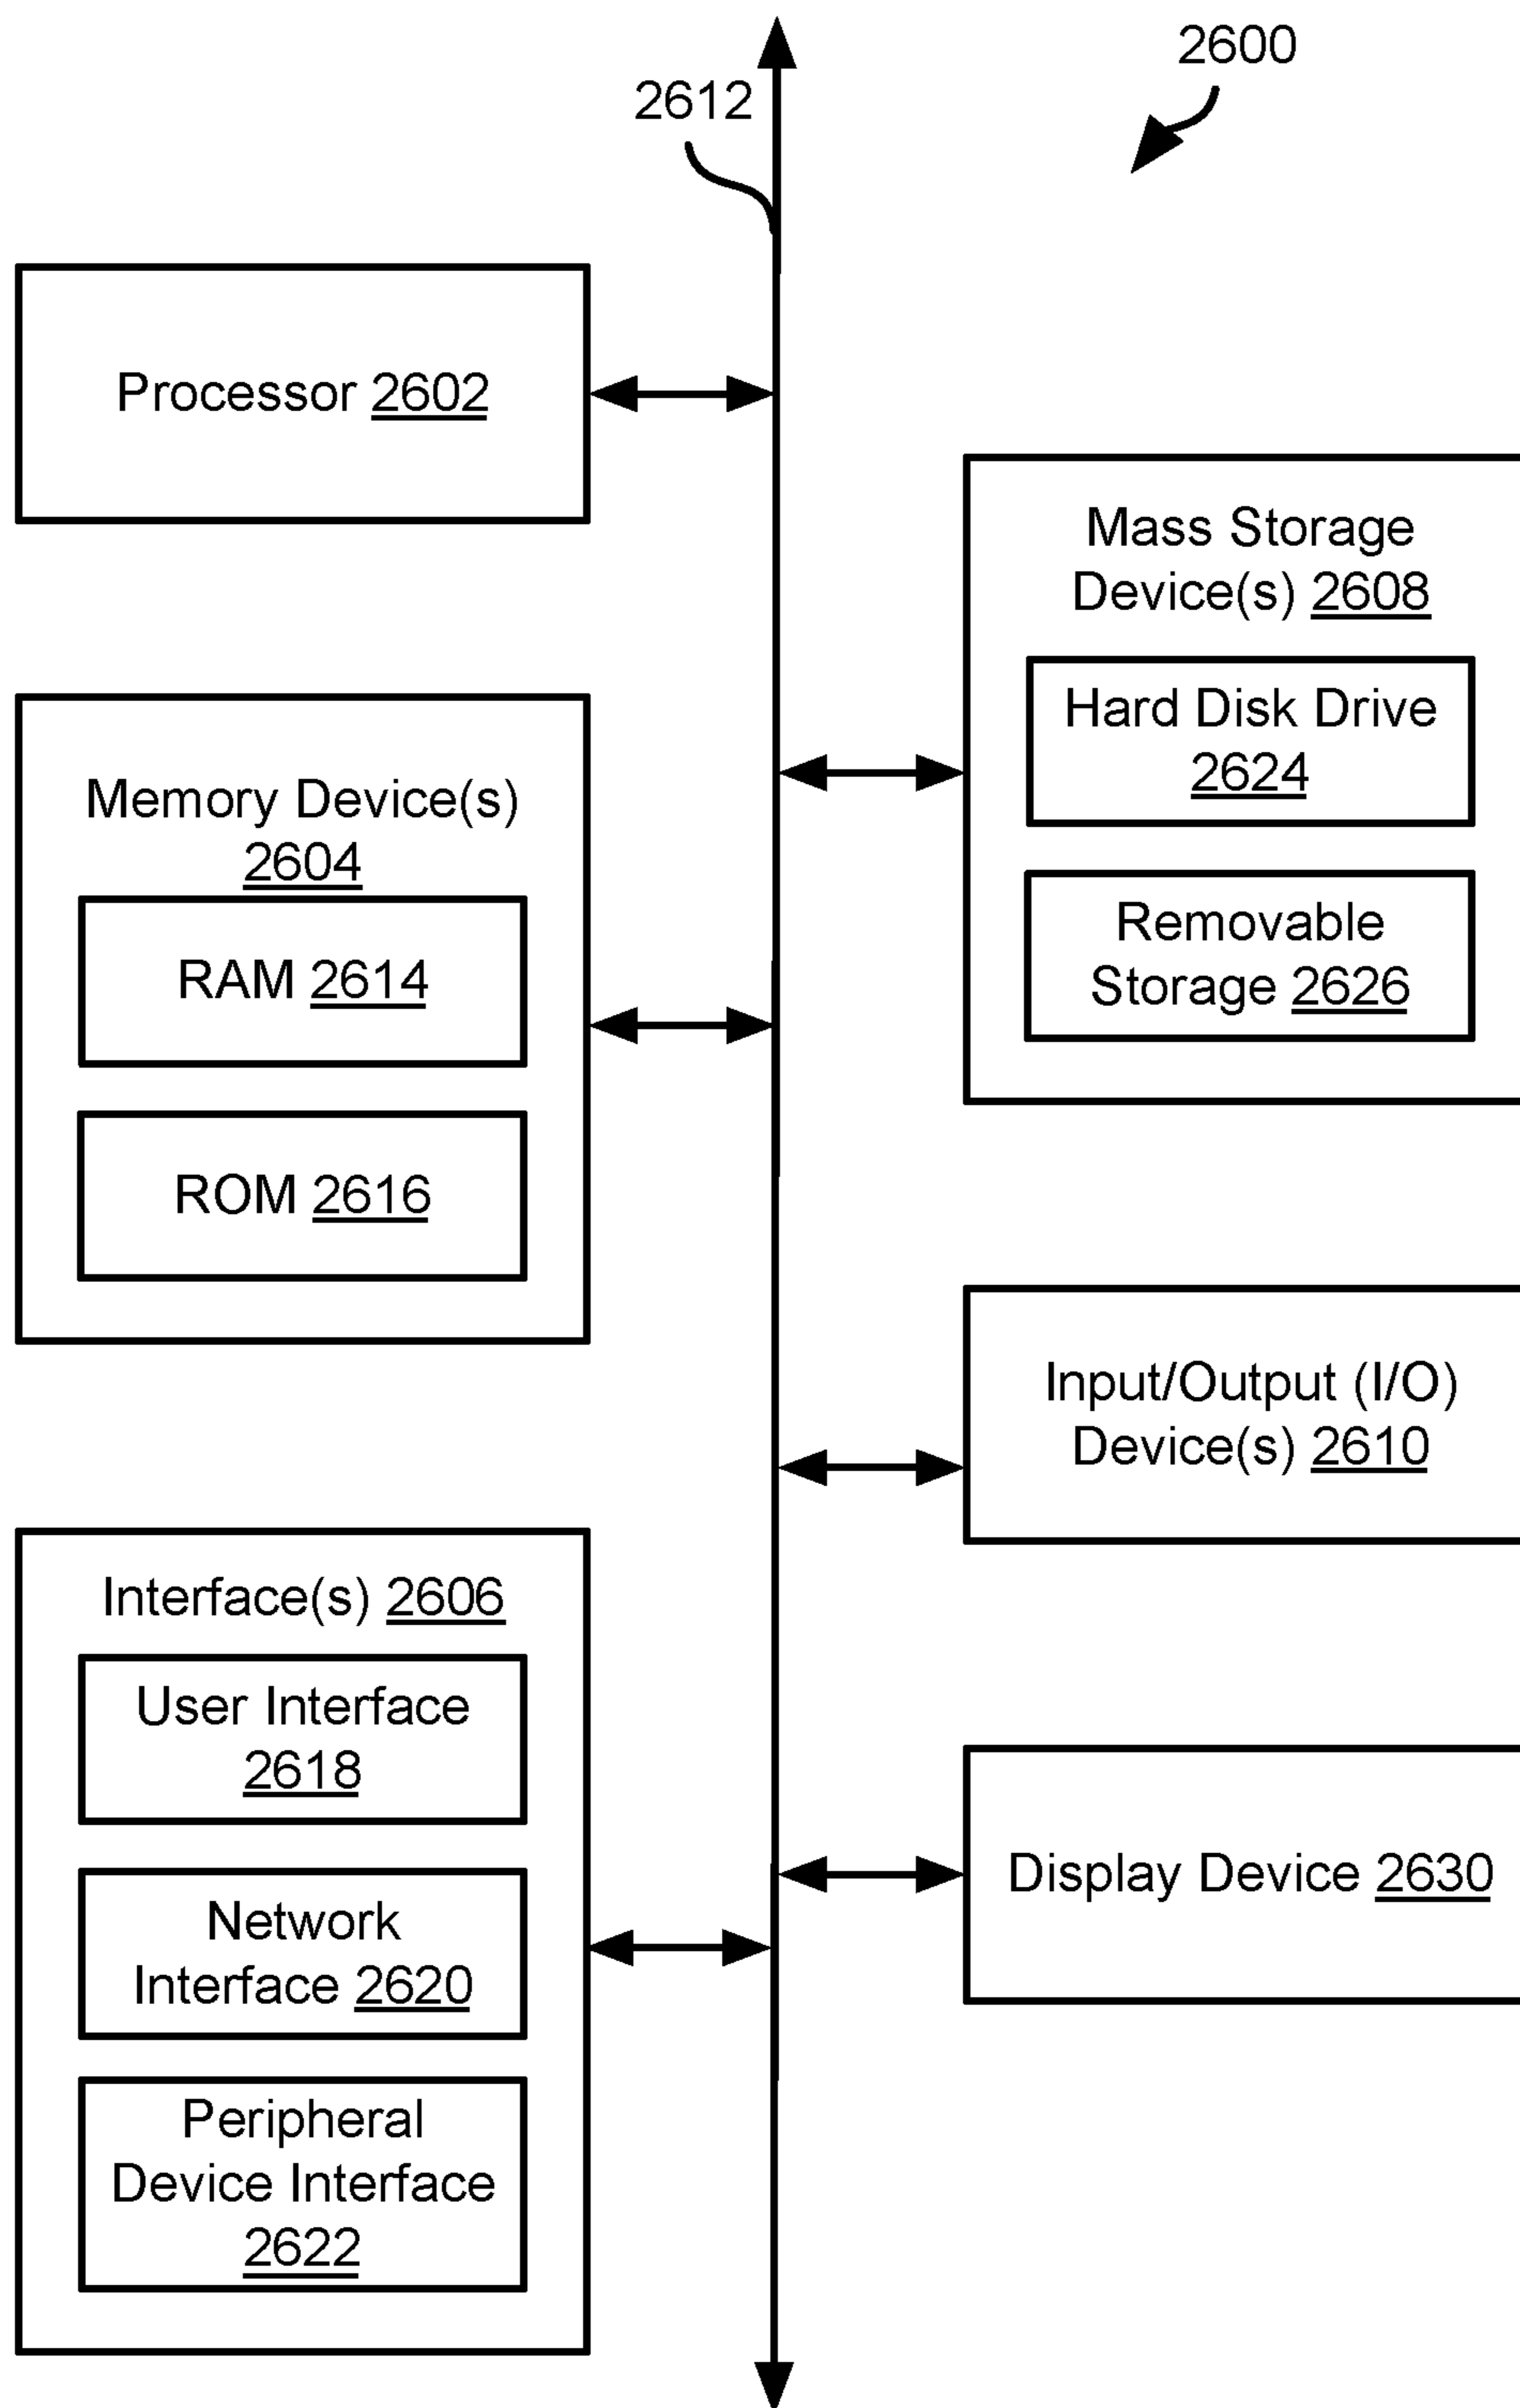 2600
2612
Processor 2602
Mass Storage
Device(s) 2608
Hard Disk Drive
2624
Removable
Storage 2626
Memory Device(s)
2604
RAM 2614
ROM 2616
Input/Output (I/O)
Device(s) 2610
Interface(s) 2606
User Interface
2618
Network
Interface 2620
Peripheral
Device Interface
2622
Display Device 2630